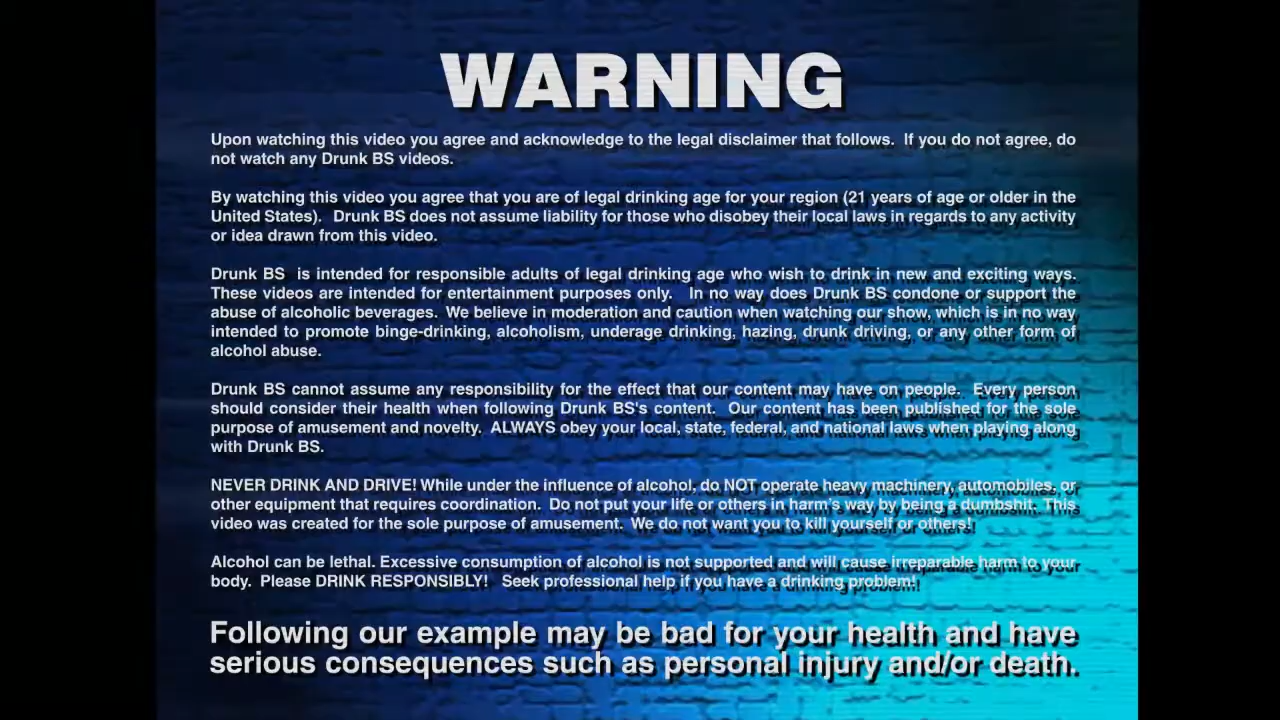 WARNING
Upon watching this video you agree and acknowledge to the legal disclaimer that follows.  If you do not agree, do
not watch any Drunk BS videos.
By watching this video you agree that you are of legal drinking age for your region (21 years of age or older in the
United States).   Drunk BS does not assume liability for those who disobey their local laws in regards to any activity
or idea drawn from this video.
Drunk BS  is intended for responsible adults of legal drinking age who wish to drink in new and exciting ways.
These videos are intended for entertainment purposes only.   In no way does Drunk BS condone or support the
abuse of alcoholic beverages. We believe in moderation and caution when watching our show, which is in no way
intended to promote binge-drinking, alcoholism, underage drinking, hazing, drunk driving, or any other form of
alcohol abuse.
Drunk BS cannot assume any responsibility for the effect that our content may have on people.  Every person
should consider their health when following Drunk BS's content.  Our content has been published for the sole
purpose of amusement and novelty.  ALWAYS obey your local, state, federal, and national laws when playing along
with Drunk BS.
NEVER DRINK AND DRIVE! While under the influence of alcohol, do NOT operate heavy machinery, automobiles, or
other equipment that requires coordination.  Do not put your life or others in harm's way by being a dumbshit.  This
video was created for the sole purpose of amusement.  We do not want you to kill yourself or others!
Alcohol can be lethal. Excessive consumption of alcohol is not supported and will cause irreparable harm to your
body.  Please DRINK RESPONSIBLY!   Seek professional help if you have a drinking problem!
Following our example may be bad for your health and have
serious consequences such as personal injury and/or death.